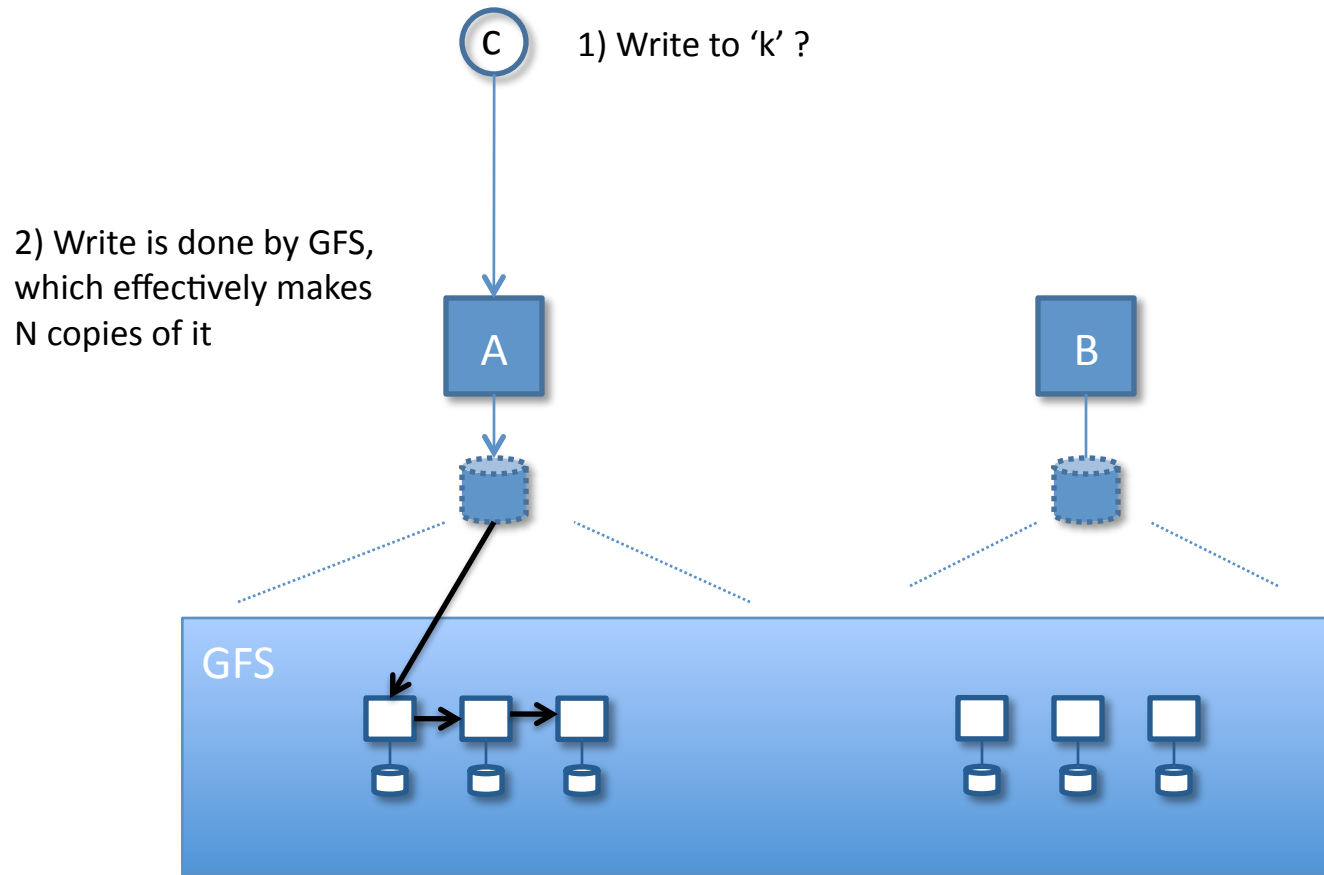 c
1) Write to ‘k’ ?
2) Write is done by GFS,
which effectively makes
N copies of it
A
B
GFS